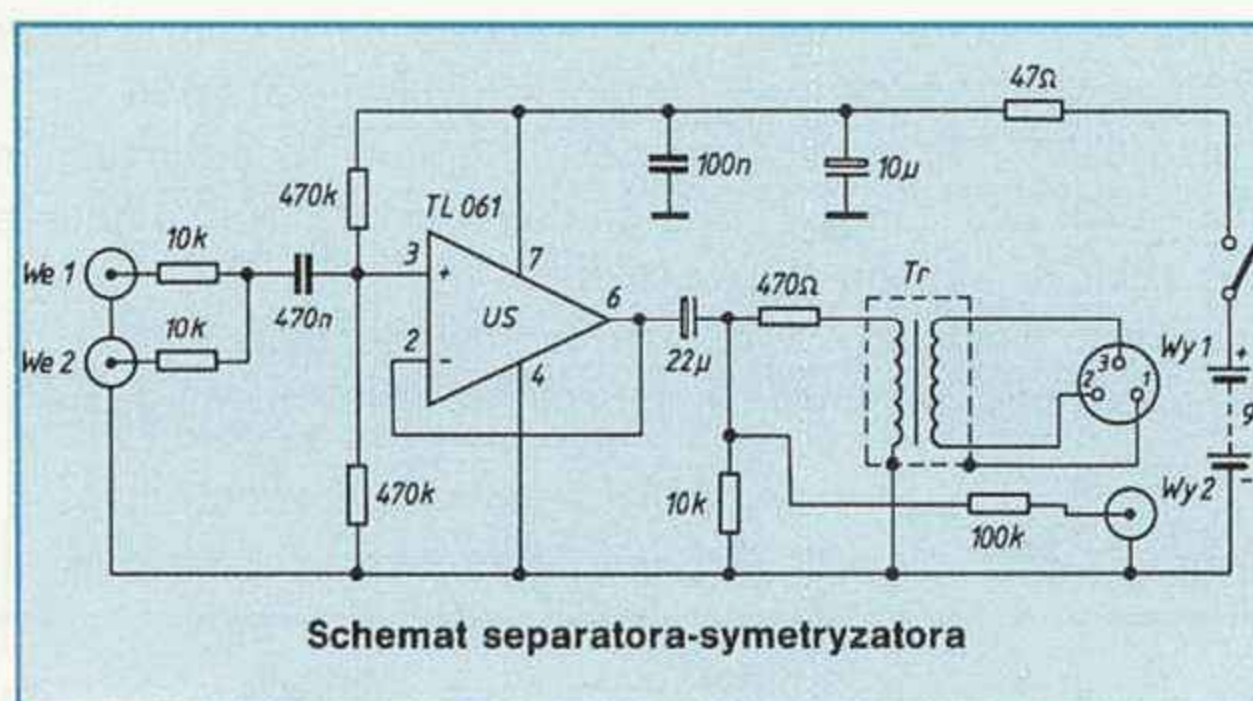 47Ω
100n
10µ
470k
TL 061
We 1
10k
3
+
7
470n
US
6
470Ω
Tr
We 2
10k
2
-
4
22µ
3
2
1
Wy 1
+
9
-
470k
10k
100k
Wy 2
Schemat separatora-symetryzatora